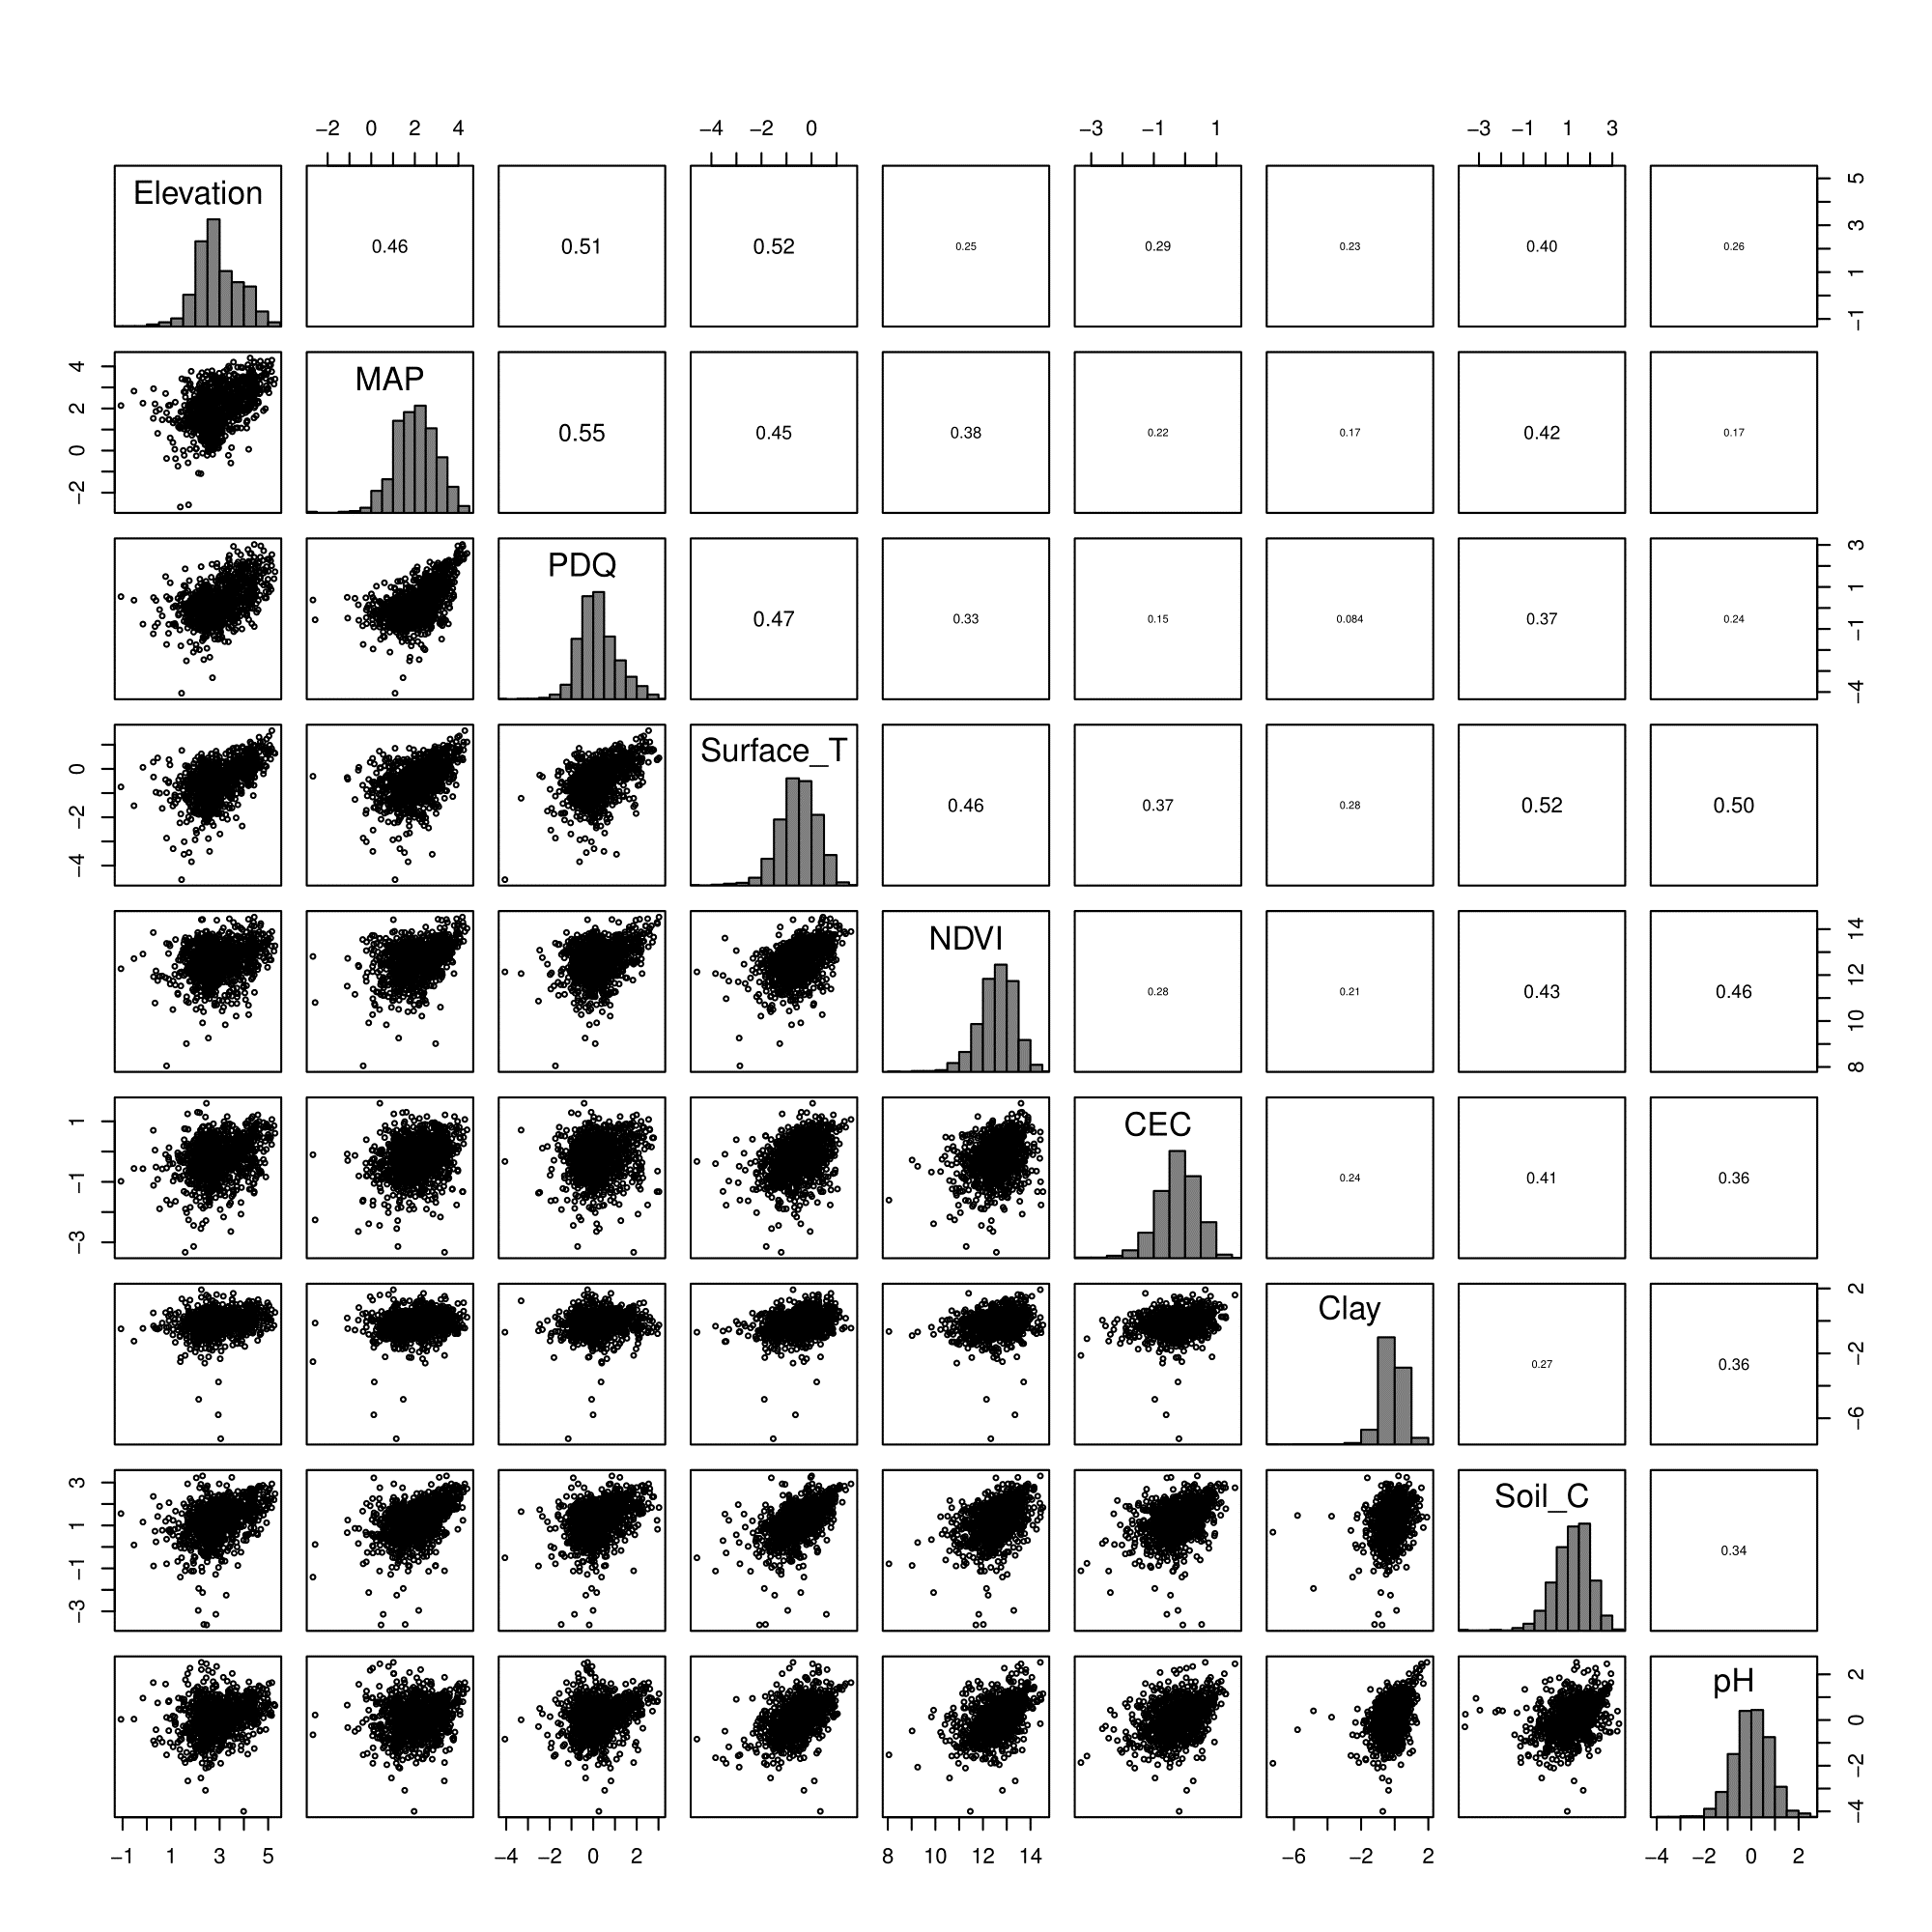 −2 0 2 4 −4 −2 0 −3 −1 1 −3 −1 1 3
Elevation 0.46 0.51 0.52 0.25 0.29 0.23 0.40 0.26 −1 1 3 5
−2 0 2 4 MAP 0.55 0.45 0.38 0.22 0.17 0.42 0.17
PDQ 0.47 0.33 0.15 0.084 0.37 0.24 −4 −1 1 3
−4 −2 0 Surface_T 0.46 0.37 0.28 0.52 0.50
NDVI 0.28 0.21 0.43 0.46 8 10 12 14
−3 −1 1 CEC 0.24 0.41 0.36
Clay 0.27 0.36 −6 −2 2
−3 −1 1 3 Soil_C 0.34
pH −4 −2 0 2
−1 1 3 5 −4 −2 0 2 8 10 12 14 −6 −2 2 −4 −2 0 2